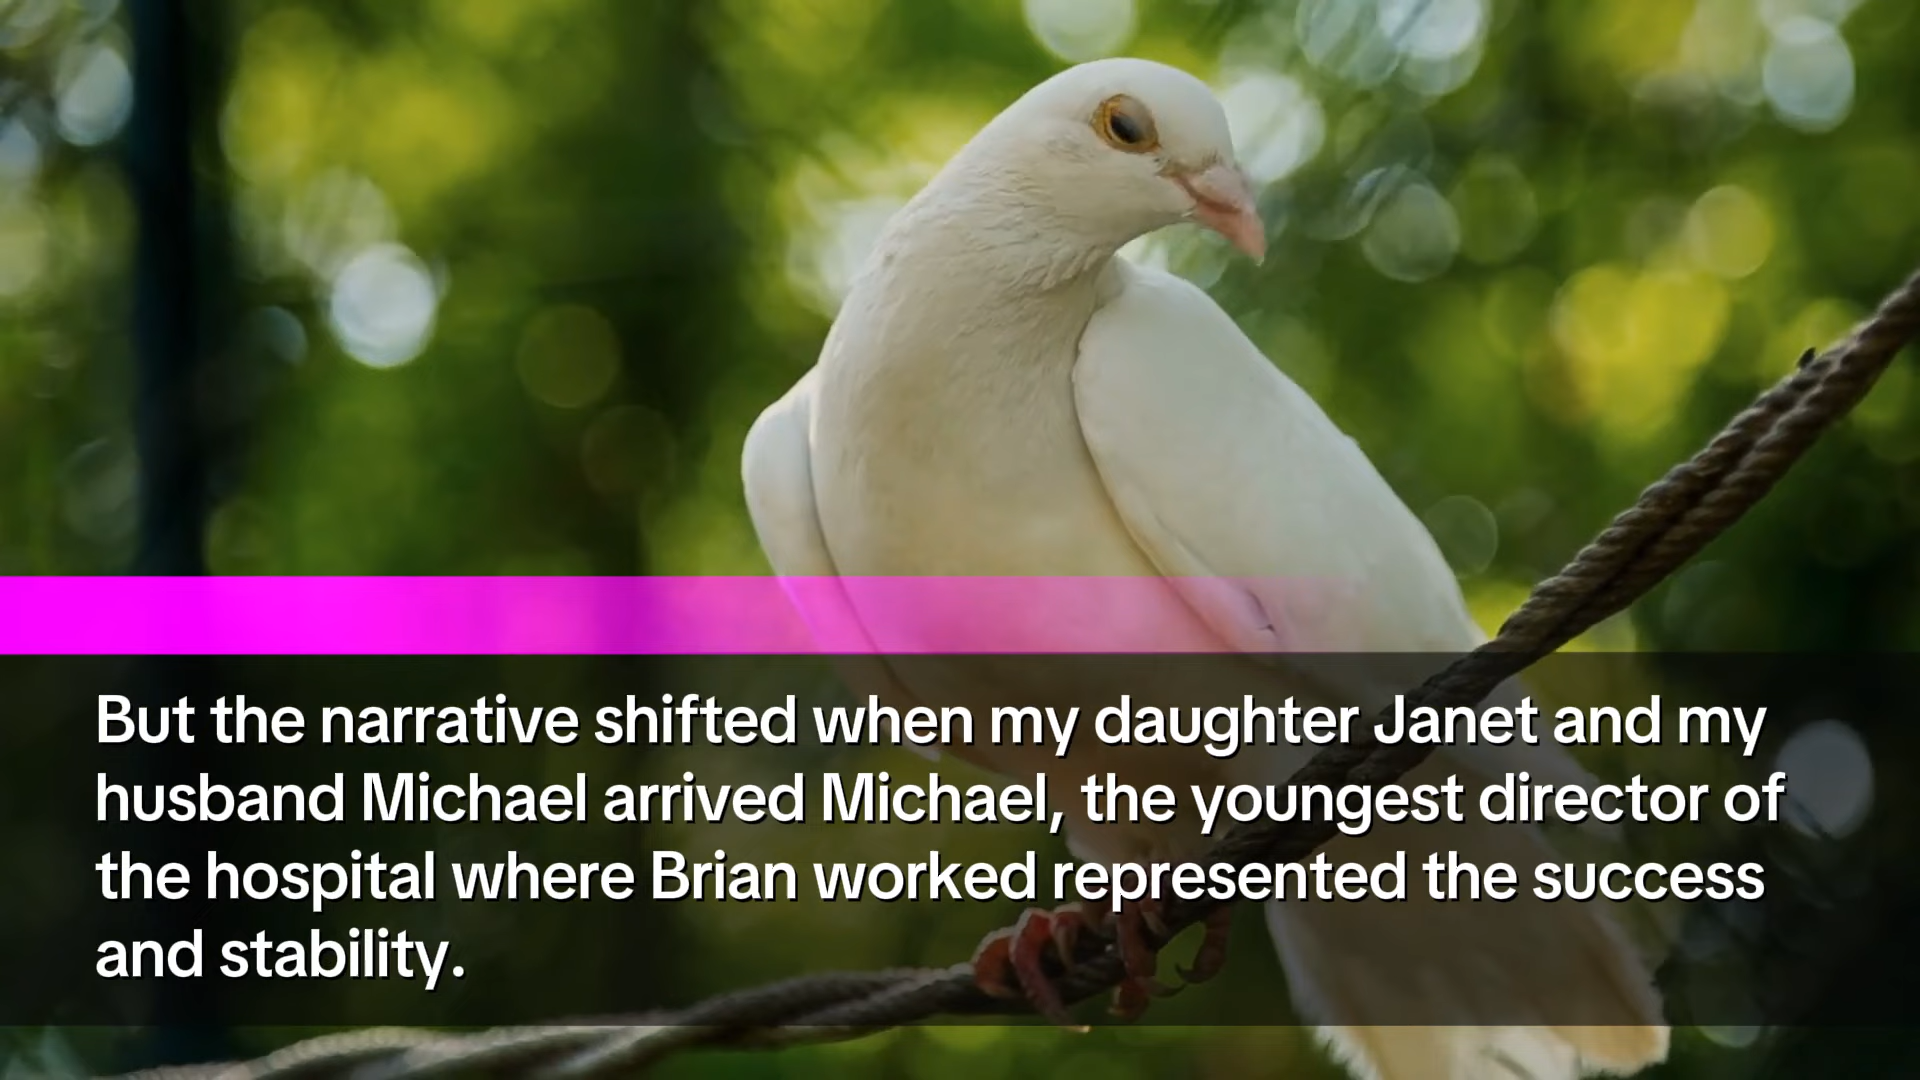 But the narrative shifted when my daughter Janet and my
husband Michael arrived Michael, the youngest director of
the hospital where Brian worked represented the success
and stability.